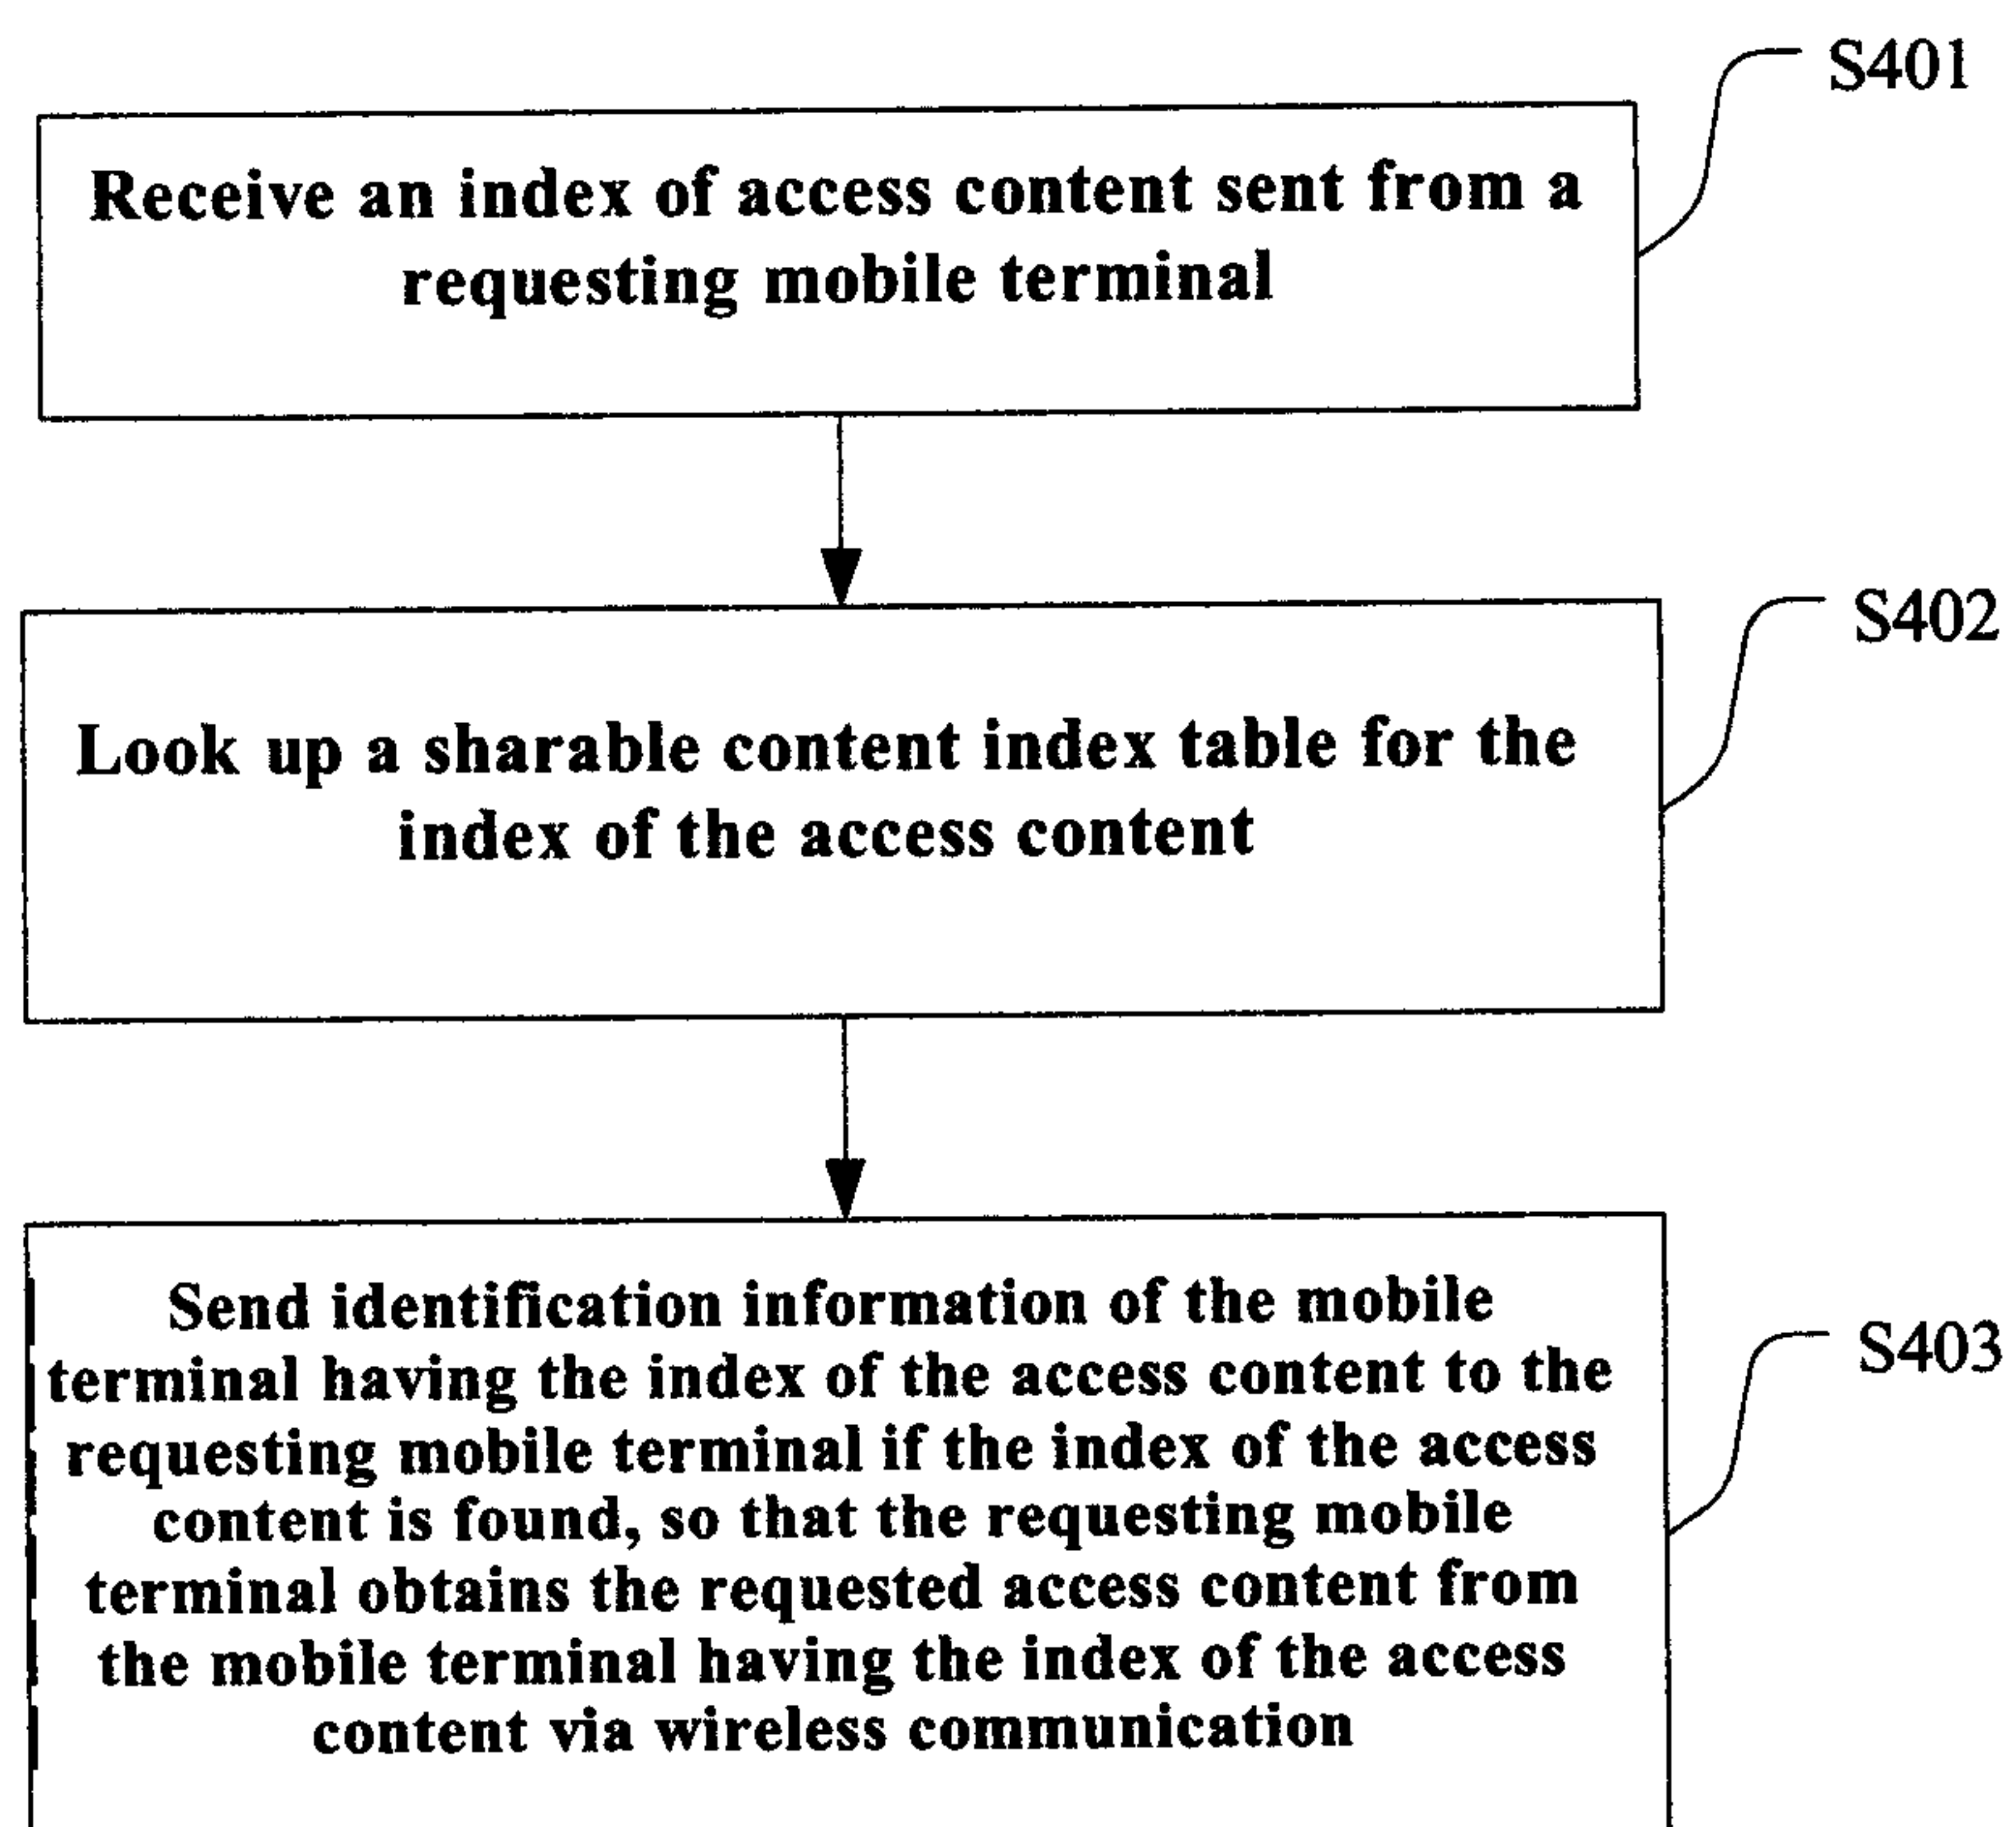 S401
Receive an index of access content sent from a
requesting mobile terminal
S402
Look up a sharable content index table for the
index of the access content
Send identification information of the mobile
terminal having the index of the access content to the
requesting mobile terminal if the index of the access
content is found, so that the requesting mobile
terminal obtains the requested access content from
the mobile terminal having the index of the access
content via wireless communication
S403